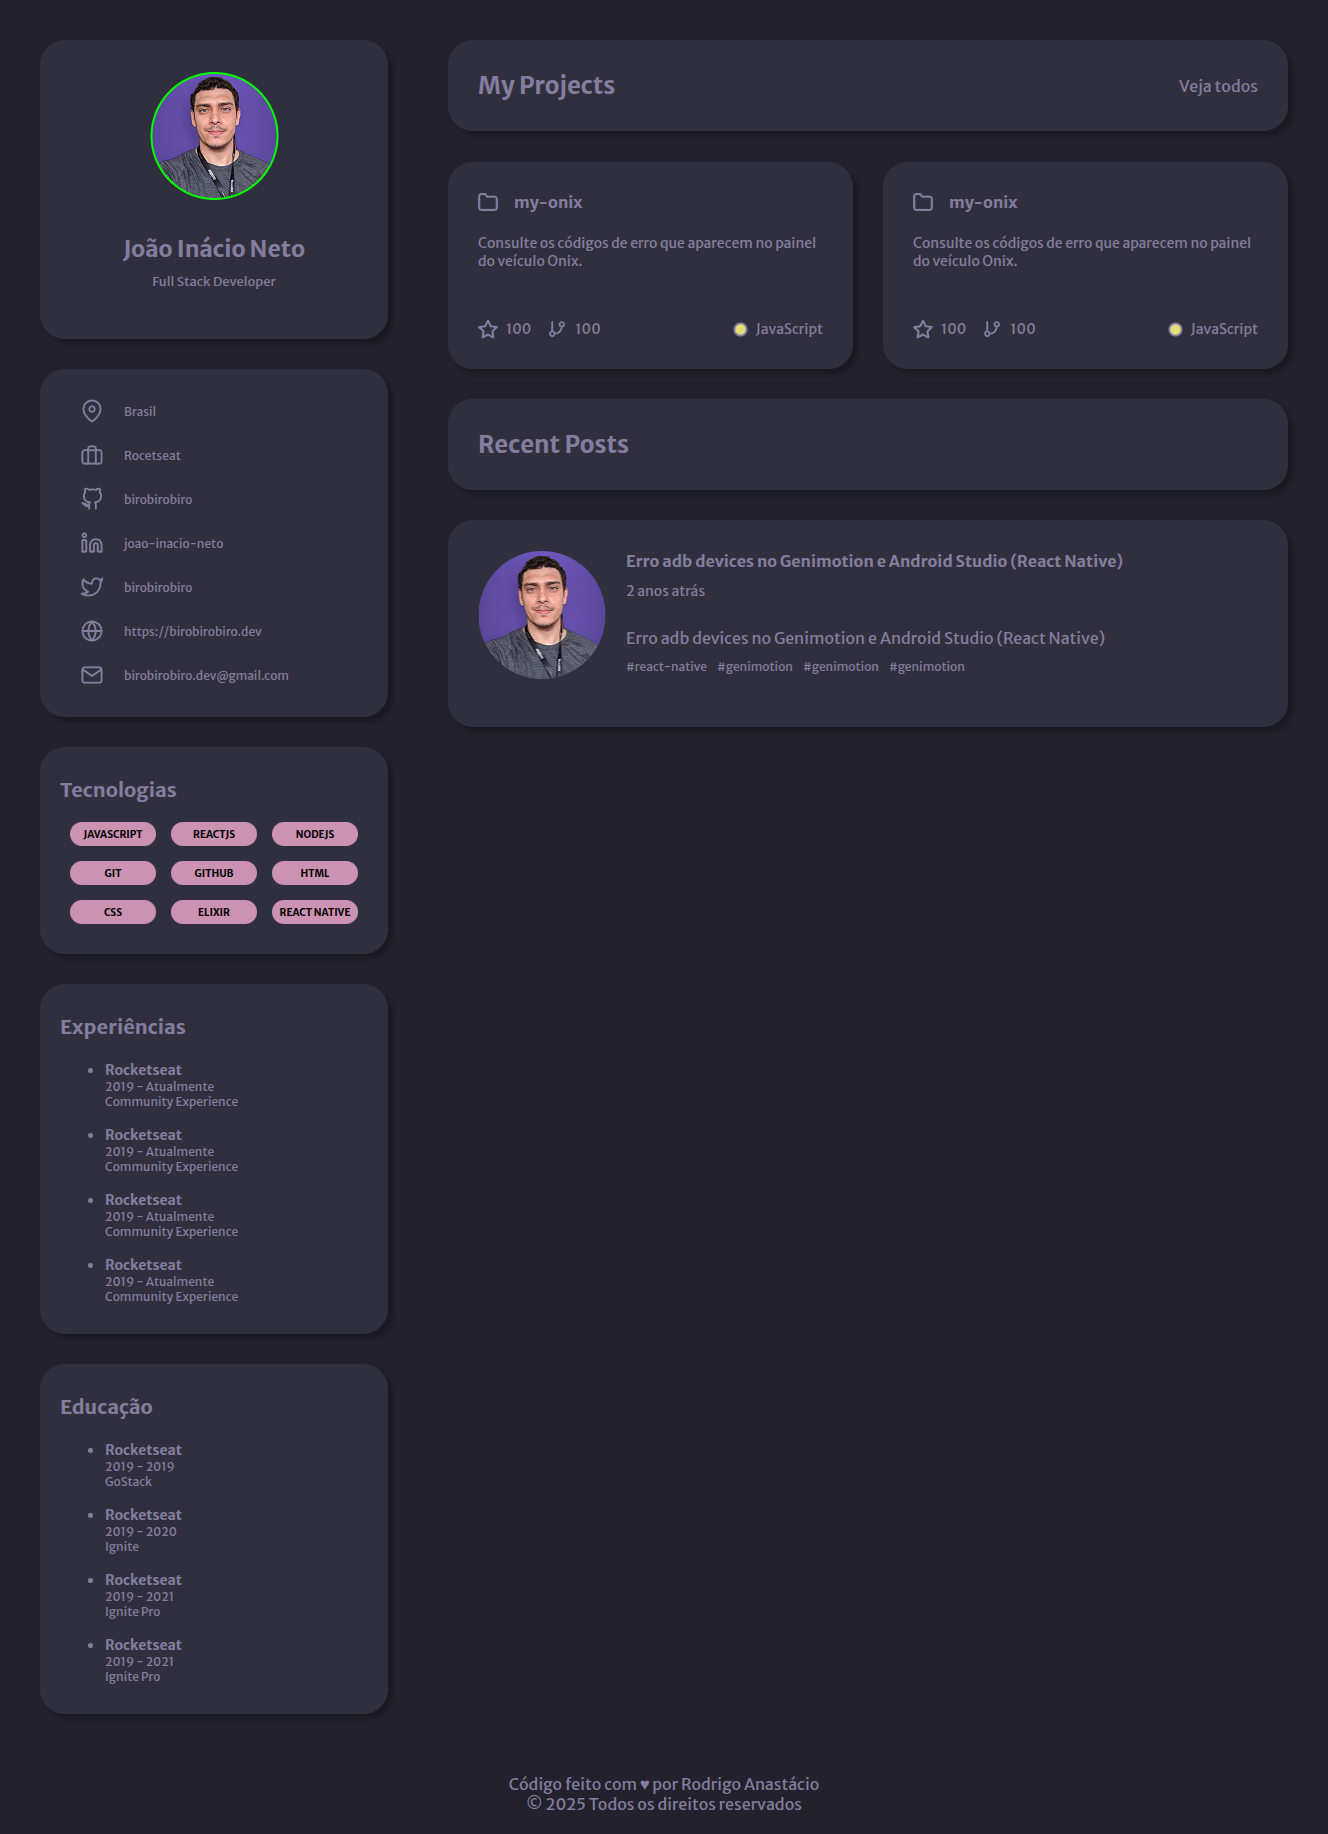 João Inácio Neto
Full Stack Developer
Brasil
Rocetseat
birobirobiro
joao-inacio-neto
birobirobiro
https://birobirobiro.dev
birobirobiro.dev@gmail.com
Tecnologias
JAVASCRIPT REACTJS NODEJS
GIT GITHUB HTML
CSS ELIXIR REACT NATIVE
Experiências
Rocketseat
2019 - Atualmente
Community Experience
Rocketseat
2019 - Atualmente
Community Experience
Rocketseat
2019 - Atualmente
Community Experience
Rocketseat
2019 - Atualmente
Community Experience
Educação
Rocketseat
2019 - 2019
GoStack
Rocketseat
2019 - 2020
Ignite
Rocketseat
2019 - 2021
Ignite Pro
Rocketseat
2019 - 2021
Ignite Pro
My Projects Veja todos
my-onix
Consulte os códigos de erro que aparecem no painel
do veículo Onix.
100 100 JavaScript
my-onix
Consulte os códigos de erro que aparecem no painel
do veículo Onix.
100 100 JavaScript
Recent Posts
Erro adb devices no Genimotion e Android Studio (React Native)
2 anos atrás
Erro adb devices no Genimotion e Android Studio (React Native)
#react-native #genimotion #genimotion #genimotion
Código feito com ♥ por Rodrigo Anastácio
© 2025 Todos os direitos reservados